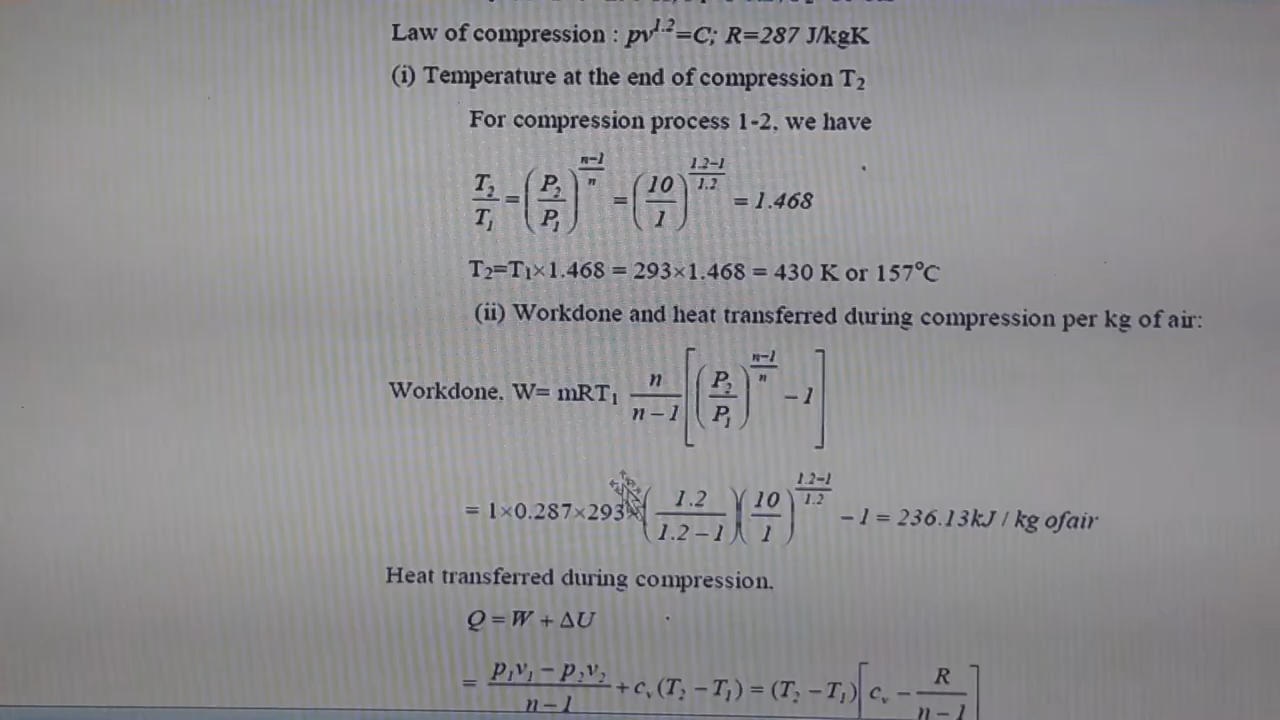 Law of compression : pv^1.2=C; R=287 J/kgK
(i) Temperature at the end of compression T₂
For compression process 1-2, we have
T₂/T₁ = (P₂/P₁)^((n-1)/n) = (10/1)^((1.2-1)/1.2) = 1.468
T₂=T₁×1.468 = 293×1.468 = 430 K or 157°C
(ii) Workdone and heat transferred during compression per kg of air:
Workdone, W= mRT₁ n/(n-1) [(P₂/P₁)^((n-1)/n) - 1]
= 1×0.287×293×(1.2/(1.2-1))(10/1)^((1.2-1)/1.2) - 1 = 236.13kJ / kg ofair
Heat transferred during compression,
Q = W + ΔU
= (p₁v₁ - p₂v₂)/(n-1) + cᵥ(T₂ - T₁) = (T₂ - T₁)[cᵥ - R/(n-1)]